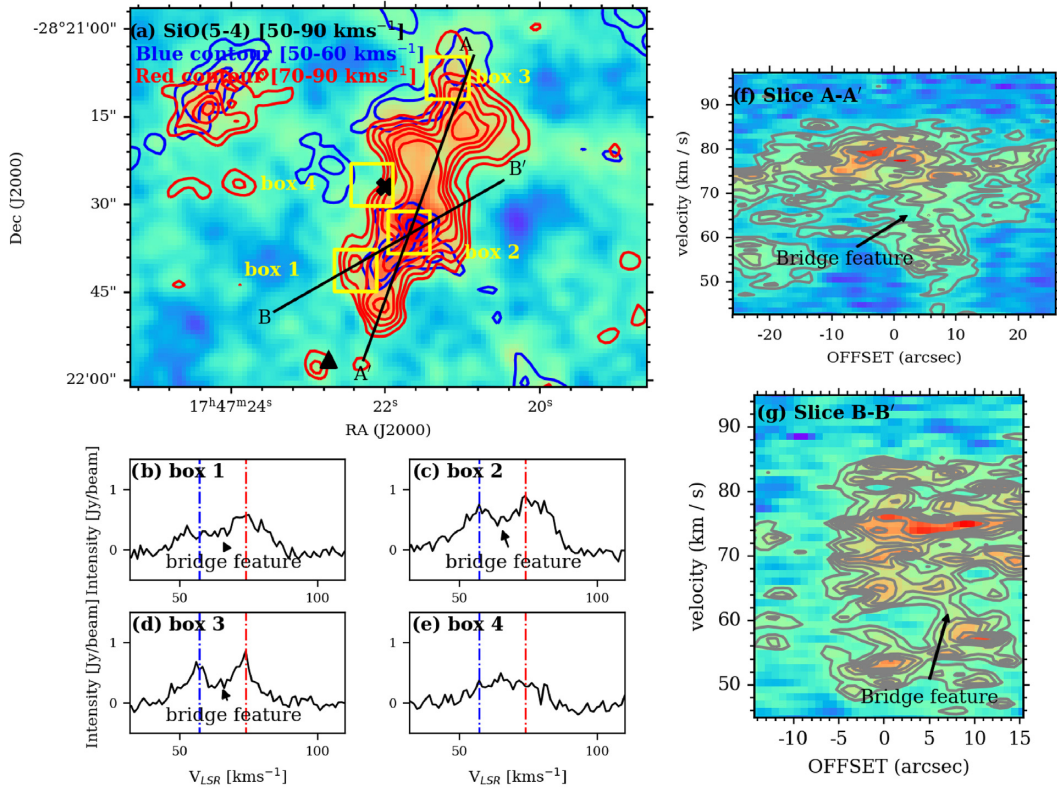 (a) SiO(5-4) [50-90 kms⁻¹]
Blue contour [50-60 kms⁻¹]
Red contour [70-90 kms⁻¹]
A
box 3
B′
box 4
box 2
box 1
B
A′
-28°21'00"
15"
30"
45"
22'00"
Dec (J2000)
17ʰ47ᵐ24ˢ
22ˢ
20ˢ
RA (J2000)
(b) box 1
bridge feature
1
0
50
100
Intensity [Jy/beam]
(c) box 2
bridge feature
1
0
50
100
(d) box 3
bridge feature
1
0
50
100
Intensity [Jy/beam]
V_LSR [kms⁻¹]
(e) box 4
1
0
50
100
V_LSR [kms⁻¹]
(f) Slice A-A′
Bridge feature
90
80
70
60
50
velocity (km / s)
-20
-10
0
10
20
OFFSET (arcsec)
(g) Slice B-B′
Bridge feature
90
80
70
60
50
velocity (km / s)
-10
-5
0
5
10
15
OFFSET (arcsec)